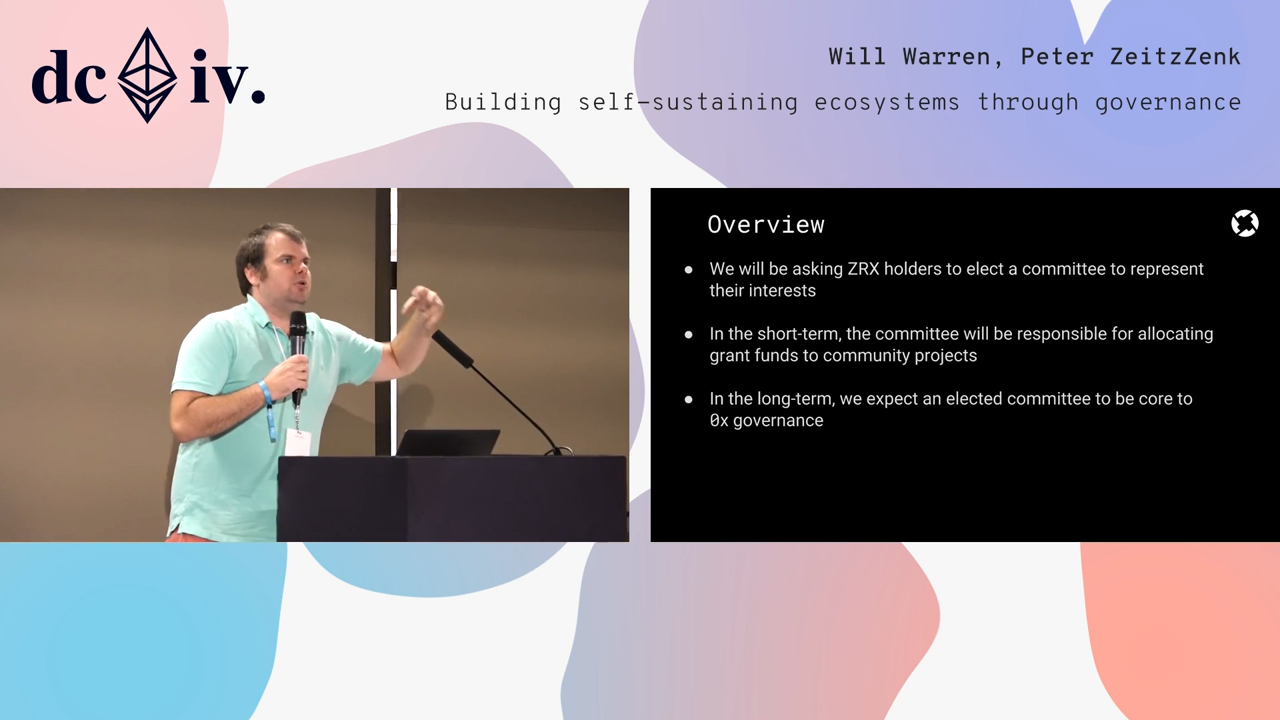 dc iv.
Will Warren, Peter ZeitzZenk
Building self-sustaining ecosystems through governance
Overview
● We will be asking ZRX holders to elect a committee to represent
their interests
● In the short-term, the committee will be responsible for allocating
grant funds to community projects
● In the long-term, we expect an elected committee to be core to
0x governance